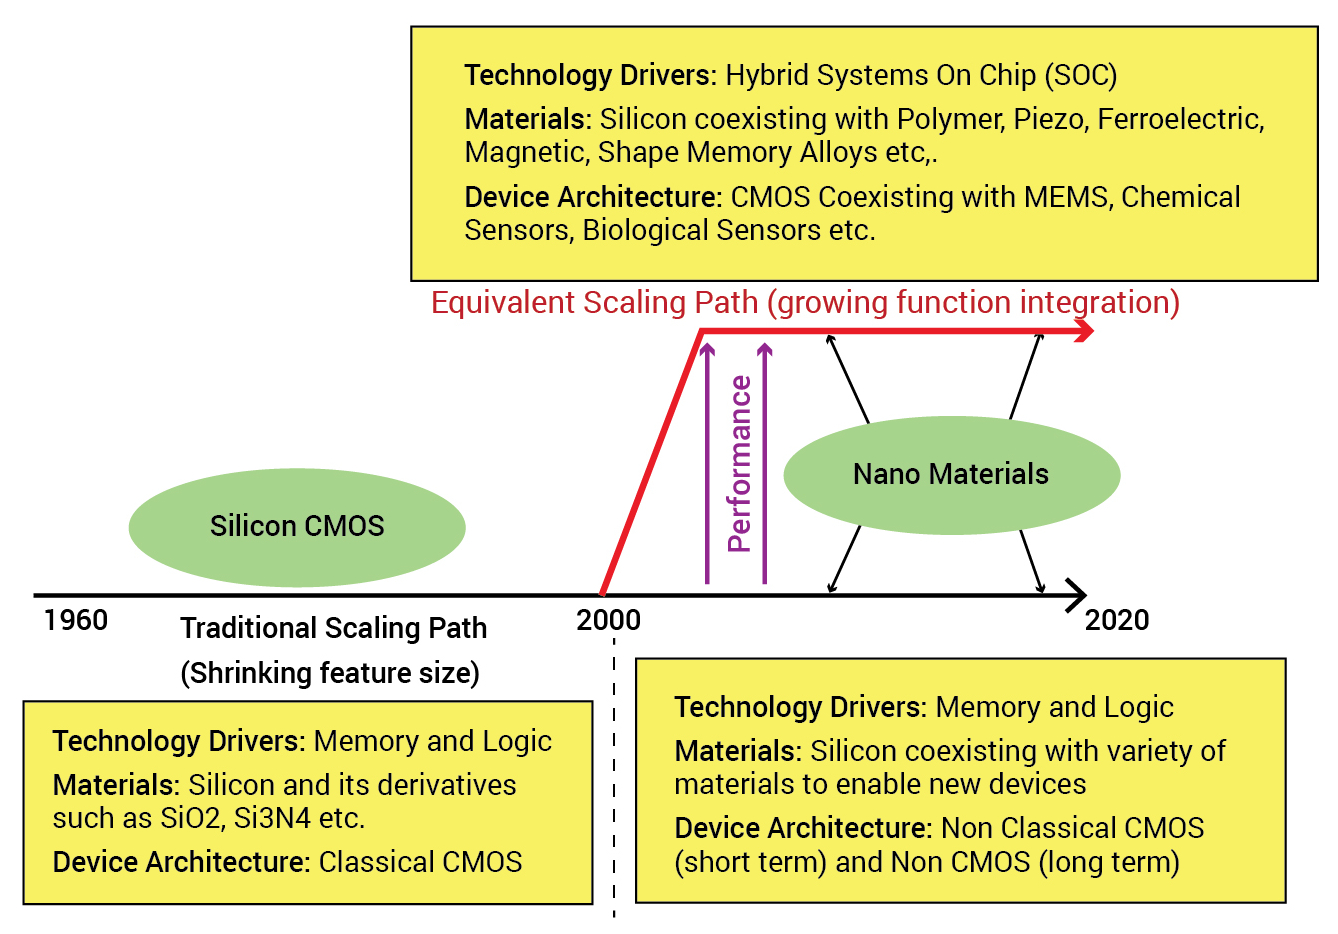 Technology Drivers: Hybrid Systems On Chip (SOC)
Materials: Silicon coexisting with Polymer, Piezo, Ferroelectric,
Magnetic, Shape Memory Alloys etc,.
Device Architecture: CMOS Coexisting with MEMS, Chemical
Sensors, Biological Sensors etc.
Equivalent Scaling Path (growing function integration)
Performance
Nano Materials
Silicon CMOS
1960
2000
2020
Traditional Scaling Path
(Shrinking feature size)
Technology Drivers: Memory and Logic
Materials: Silicon and its derivatives
such as SiO2, Si3N4 etc.
Device Architecture: Classical CMOS
Technology Drivers: Memory and Logic
Materials: Silicon coexisting with variety of
materials to enable new devices
Device Architecture: Non Classical CMOS
(short term) and Non CMOS (long term)